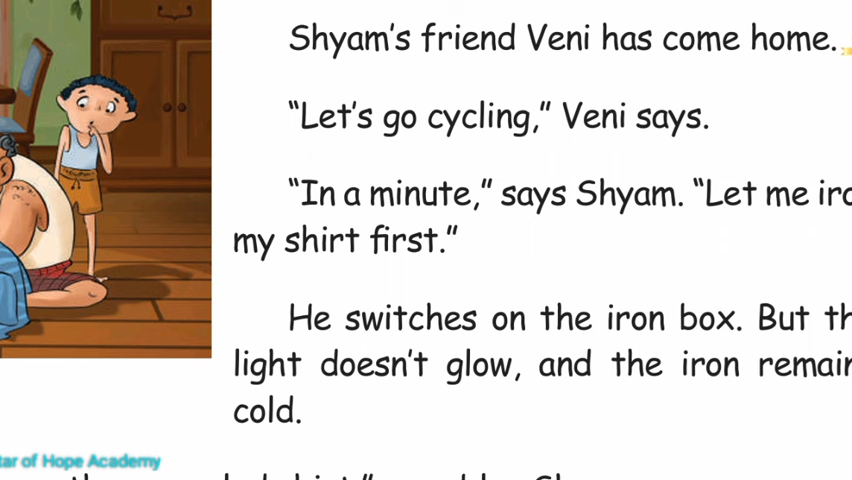 Shyam's friend Veni has come home.
"Let's go cycling," Veni says.
"In a minute," says Shyam. "Let me
my shirt first."
He switches on the iron box. But
light doesn't glow, and the iron
cold.
of Hope Academy